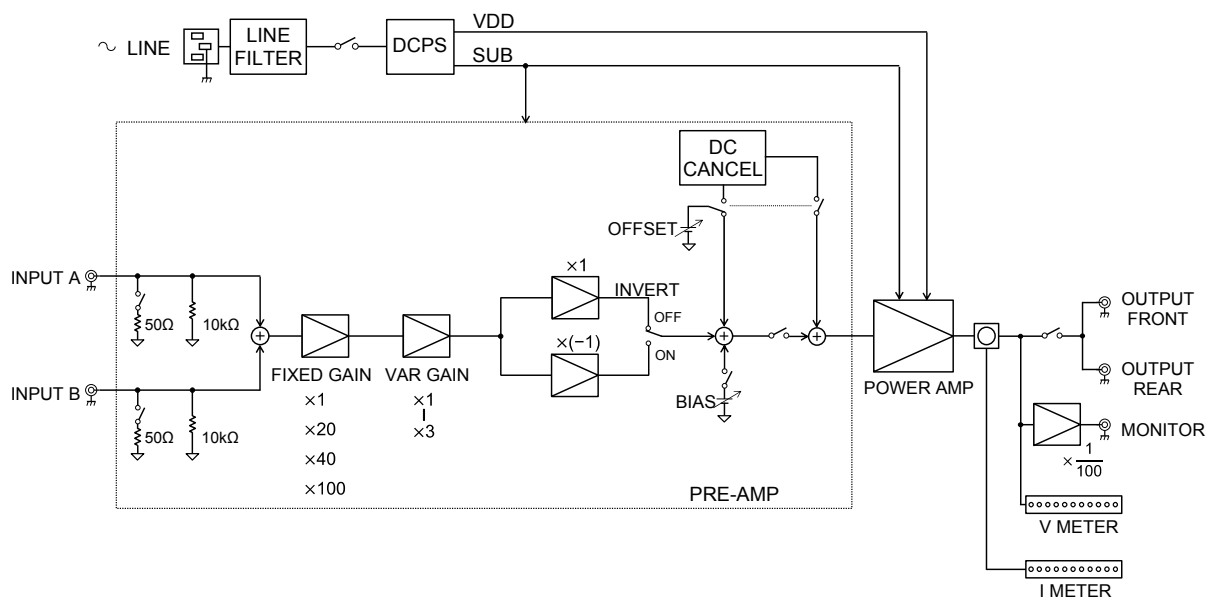 VDD
∿ LINE
LINE
FILTER
DCPS
SUB
DC
CANCEL
OFFSET
INPUT A
50Ω
10kΩ
×1
INVERT
OFF
ON
×(−1)
OUTPUT
FRONT
OUTPUT
REAR
INPUT B
50Ω
10kΩ
FIXED GAIN
×1
×20
×40
×100
VAR GAIN
×1
×3
BIAS
POWER AMP
MONITOR
×1/100
PRE-AMP
V METER
I METER